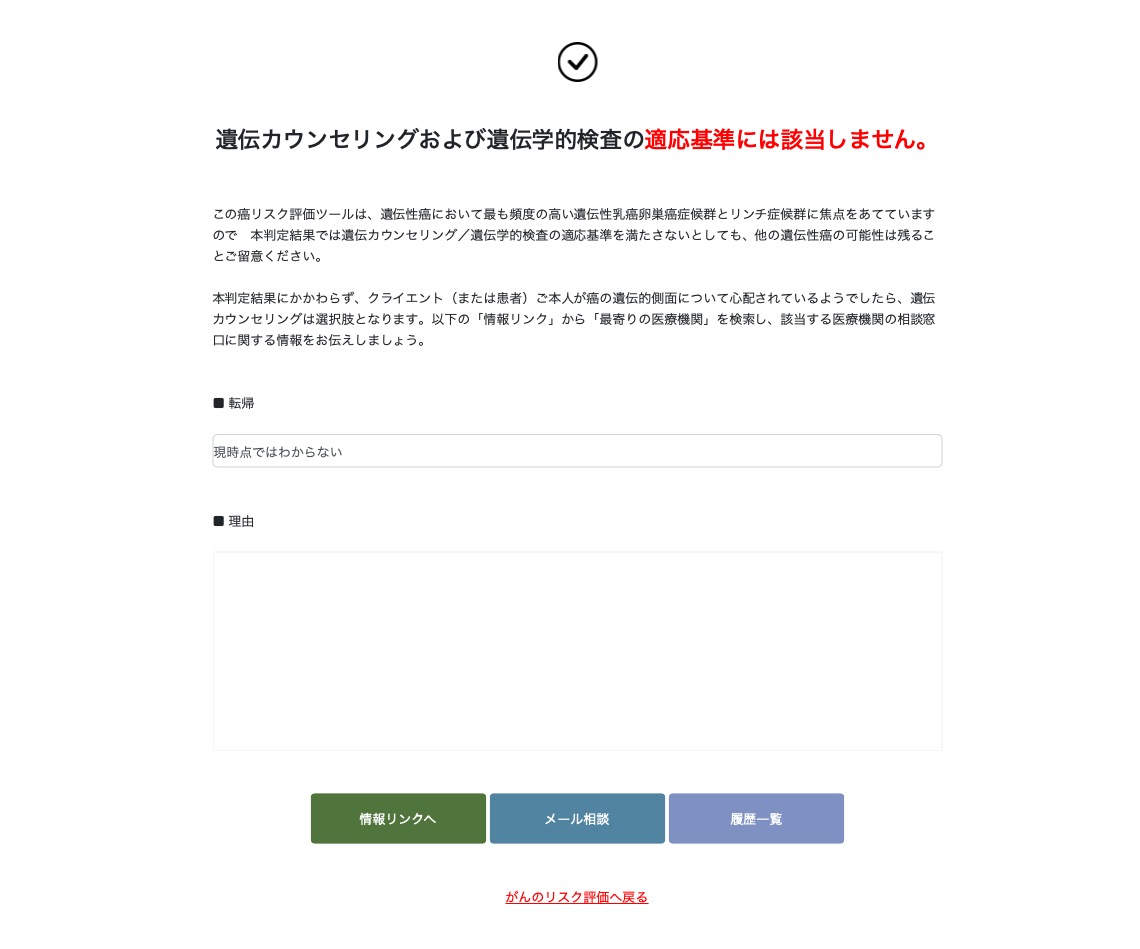 遺伝カウンセリングおよび遺伝学的検査の適応基準には該当しません。
この癌リスク評価ツールは、遺伝性癌において最も頻度の高い遺伝性乳癌卵巣癌症候群とリンチ症候群に焦点をあてています
ので　本判定結果では遺伝カウンセリング／遺伝学的検査の適応基準を満たさないとしても、他の遺伝性癌の可能性は残るこ
とご留意ください。
本判定結果にかかわらず、クライエント（または患者）ご本人が癌の遺伝的側面について心配されているようでしたら、遺伝
カウンセリングは選択肢となります。以下の「情報リンク」から「最寄りの医療機関」を検索し、該当する医療機関の相談窓
口に関する情報をお伝えしましょう。
■ 転帰
現時点ではわからない
■ 理由
情報リンクへ
メール相談
履歴一覧
がんのリスク評価へ戻る